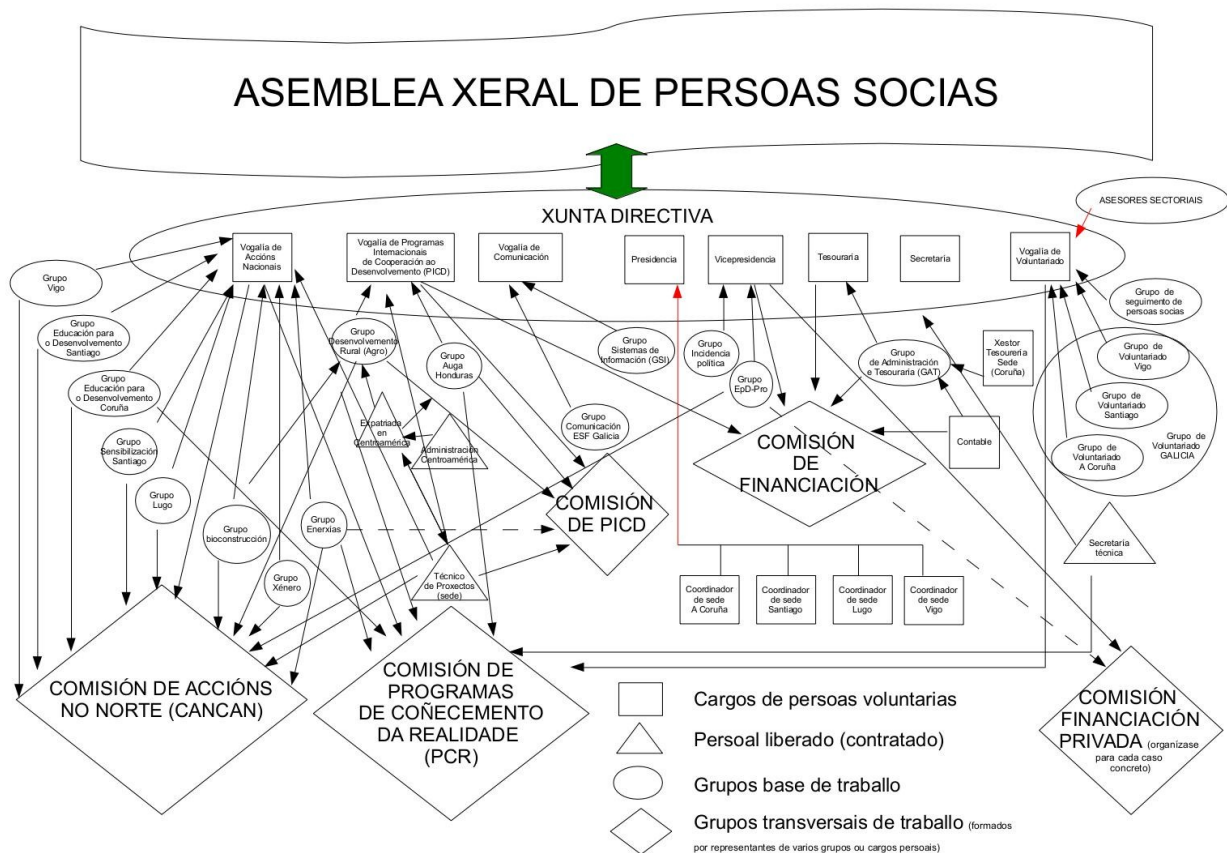 ASEMBLEA XERAL DE PERSOAS SOCIAS
XUNTA DIRECTIVA
ASESORES SECTORIAIS
Vogalía de
Accións
Nacionais
Vogalía de Programas
Internacionais
de Cooperación ao
Desenvolvemento (PICD)
Vogalía de
Comunicación
Presidencia
Vicepresidencia
Tesouraría
Secretaría
Vogalía de
Voluntariado
Grupo
Vigo
Grupo
Educación para
o Desenvolvemento
Santiago
Grupo
Educación para
o Desenvolvemento
Coruña
Grupo
Sensibilización
Santiago
Grupo
Lugo
Grupo
bioconstrucción
Grupo
Xénero
Grupo
Enerxías
Grupo
Desenvolvemento
Rural (Agro)
Grupo
Auga
Honduras
Expatriada
en
Centroamérica
Administración
Centroamérica
Técnico
de Proxectos
(sede)
Grupo
Sistemas de
Información (GSI)
Grupo
Comunicación
ESF Galicia
Grupo
Incidencia
política
Grupo
EpD-Pro
Grupo
de Administración
e Tesouraría (GAT)
Xestor
Tesourería
Sede
(Coruña)
Contable
Grupo de
seguimento de
persoas socias
Grupo de
Voluntariado
Vigo
Grupo de
Voluntariado
Santiago
Grupo de
Voluntariado
A Coruña
Grupo de
Voluntariado
GALICIA
Secretaría
técnica
COMISIÓN
DE PICD
COMISIÓN
DE
FINANCIACIÓN
Coordinador
de sede
A Coruña
Coordinador
de sede
Santiago
Coordinador
de sede
Lugo
Coordinador
de sede
Vigo
COMISIÓN DE ACCIÓNS
NO NORTE (CANCAN)
COMISIÓN DE
PROGRAMAS
DE COÑECEMENTO
DA REALIDADE
(PCR)
COMISIÓN
FINANCIACIÓN
PRIVADA (organízase
para cada caso
concreto)
Cargos de persoas voluntarias
Persoal liberado (contratado)
Grupos base de traballo
Grupos transversais de traballo (formados
por representantes de varios grupos ou cargos persoais)